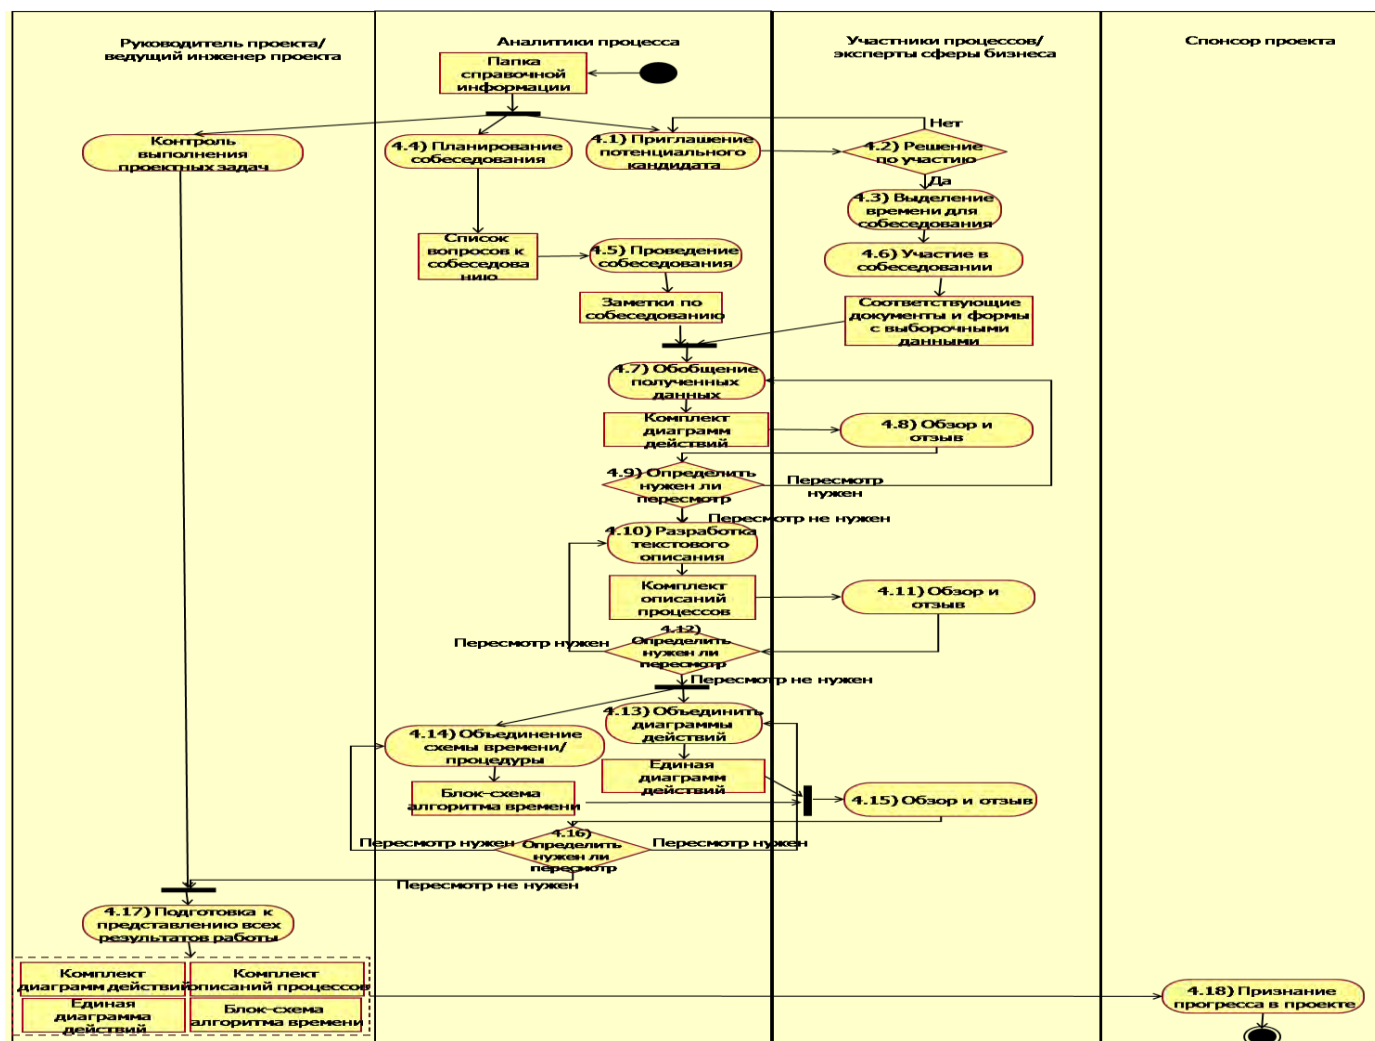 Руководитель проекта/
ведущий инженер проекта
Аналитики процесса
Участники процессов/
эксперты сферы бизнеса
Спонсор проекта
Папка
справочной
информации
Контроль
выполнения
проектных задач
4.4) Планирование
собеседования
4.1) Приглашение
потенциального
кандидата
Нет
4.2) Решение
по участию
Да
4.3) Выделение
времени для
собеседования
Список
вопросов к
собеседова
нию
4.5) Проведение
собеседования
4.6) Участие в
собеседовании
Заметки по
собеседованию
Соответствующие
документы и формы
с выборочными
данными
4.7) Обобщение
полученных
данных
Комплект
диаграмм
действий
4.8) Обзор и
отзыв
4.9) Определить
нужен ли
пересмотр
Пересмотр
нужен
Пересмотр не нужен
4.10) Разработка
текстового
описания
Комплект
описаний
процессов
4.11) Обзор и
отзыв
Пересмотр нужен
4.12)
Определить
нужен ли
пересмотр
Пересмотр не нужен
4.13) Объединить
диаграммы
действий
4.14) Объединение
схемы времени/
процедуры
Единая
диаграмм
действий
Блок-схема
алгоритма времени
4.15) Обзор и отзыв
Пересмотр нужен
4.16)
Определить
нужен ли
пересмотр
Пересмотр нужен
Пересмотр не нужен
4.17) Подготовка к
представлению всех
результатов работы
Комплект
диаграмм действий
Комплект
описаний процессов
Единая
диаграмма
действий
Блок-схема
алгоритма времени
4.18) Признание
прогресса в проекте